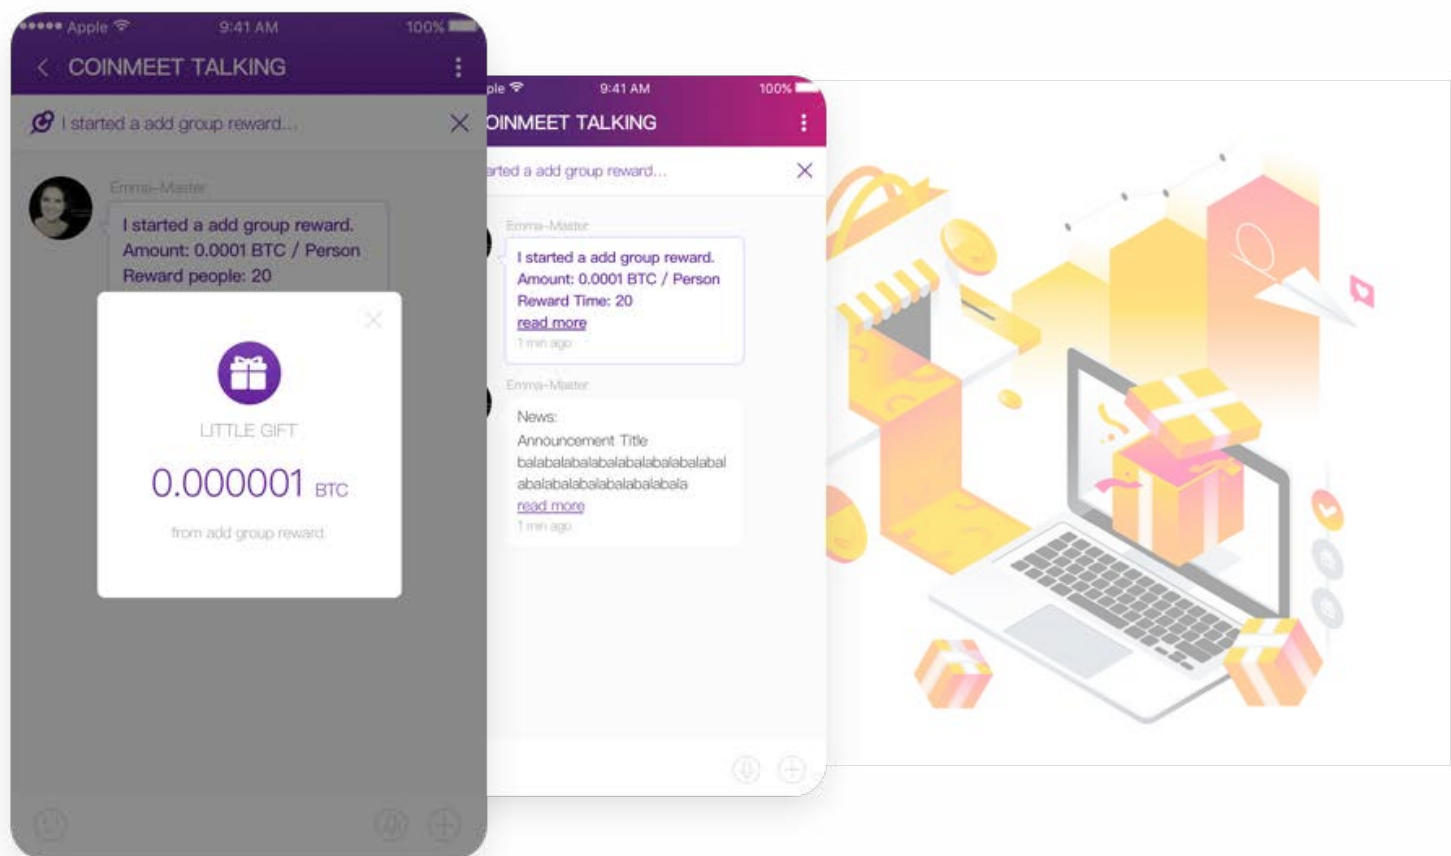 Apple 9:41 AM 100%
COINMEET TALKING
I started a add group reward...
Emma-Master
I started a add group reward.
Amount: 0.0001 BTC / Person
Reward people: 20
LITTLE GIFT
0.000001 BTC
from add group reward
ple 9:41 AM 100%
OINMEET TALKING
arted a add group reward...
Emma-Master
I started a add group reward.
Amount: 0.0001 BTC / Person
Reward Time: 20
read more
1 min ago
Emma-Master
News:
Announcement Title
balabalabalabalabalabalabalabal
abalabalabalabalabalabala
read more
1 min ago